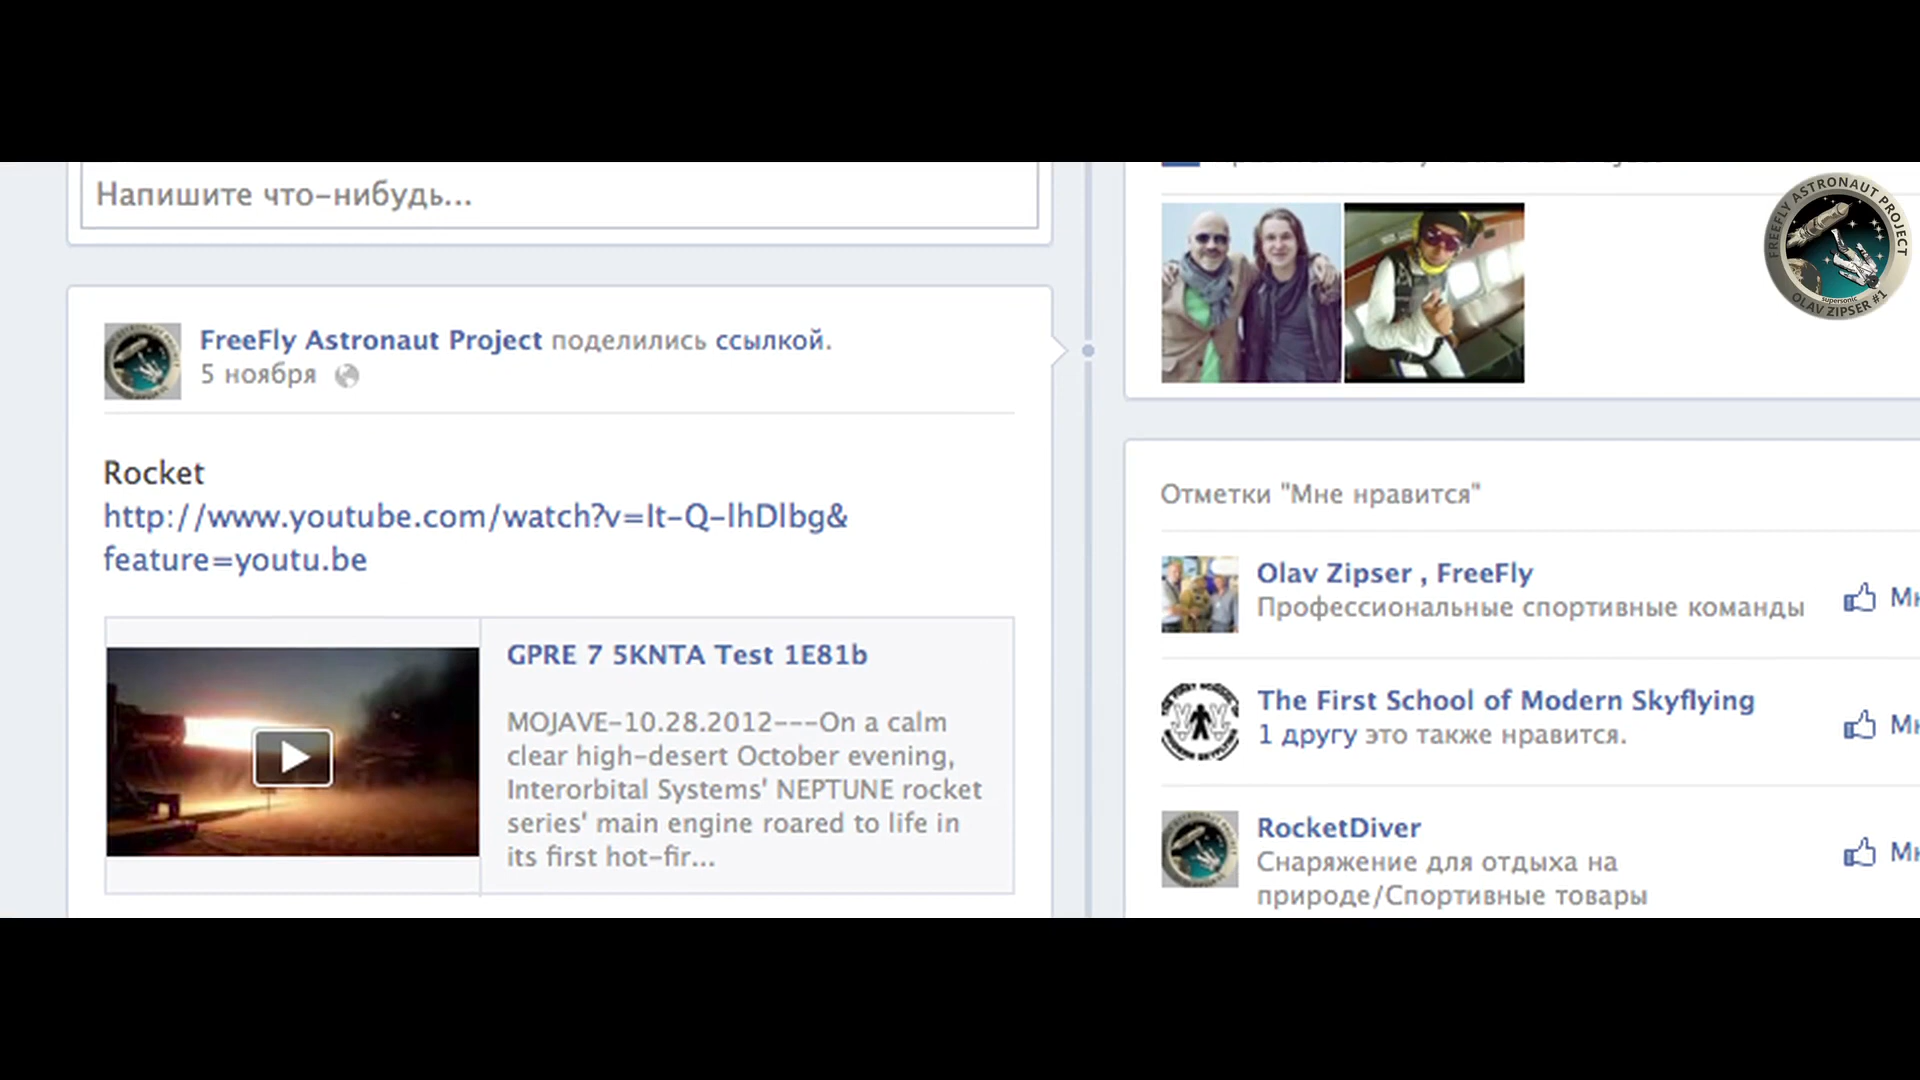 Напишите что-нибудь...
FreeFly Astronaut Project поделились ссылкой.
5 ноября
Rocket
http://www.youtube.com/watch?v=It-Q-lhDlbg&
feature=youtu.be
GPRE 7 5KNTA Test 1E81b
MOJAVE-10.28.2012---On a calm
clear high-desert October evening,
Interorbital Systems' NEPTUNE rocket
series' main engine roared to life in
its first hot-fir...
FREEFLY ASTRONAUT PROJECT
supersonic
OLAV ZIPSER #1
Отметки "Мне нравится"
Olav Zipser , FreeFly
Профессиональные спортивные команды
The First School of Modern Skyflying
1 другу это также нравится.
RocketDiver
Снаряжение для отдыха на
природе/Спортивные товары